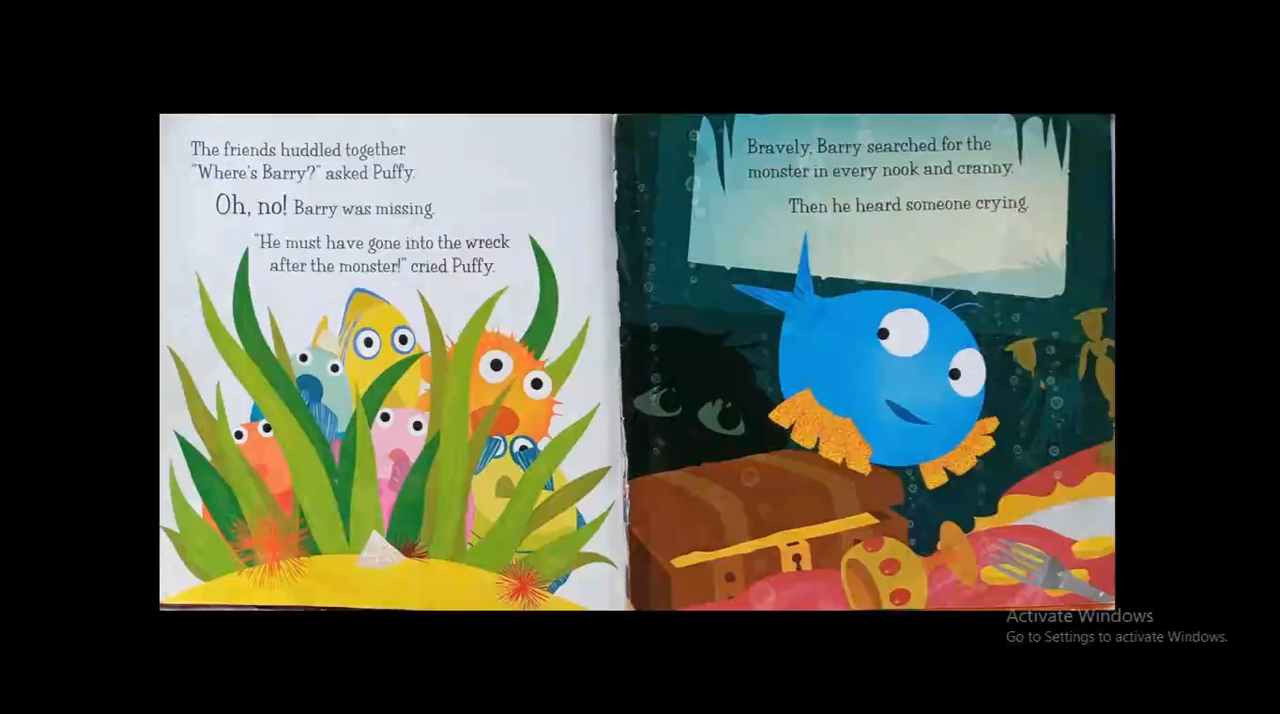 The friends huddled together.
"Where's Barry?" asked Puffy.
Oh, no! Barry was missing.
"He must have gone into the wreck
after the monster!" cried Puffy.
Bravely, Barry searched for the
monster in every nook and cranny.
Then he heard someone crying.
Activate Windows
Go to Settings to activate Windows.